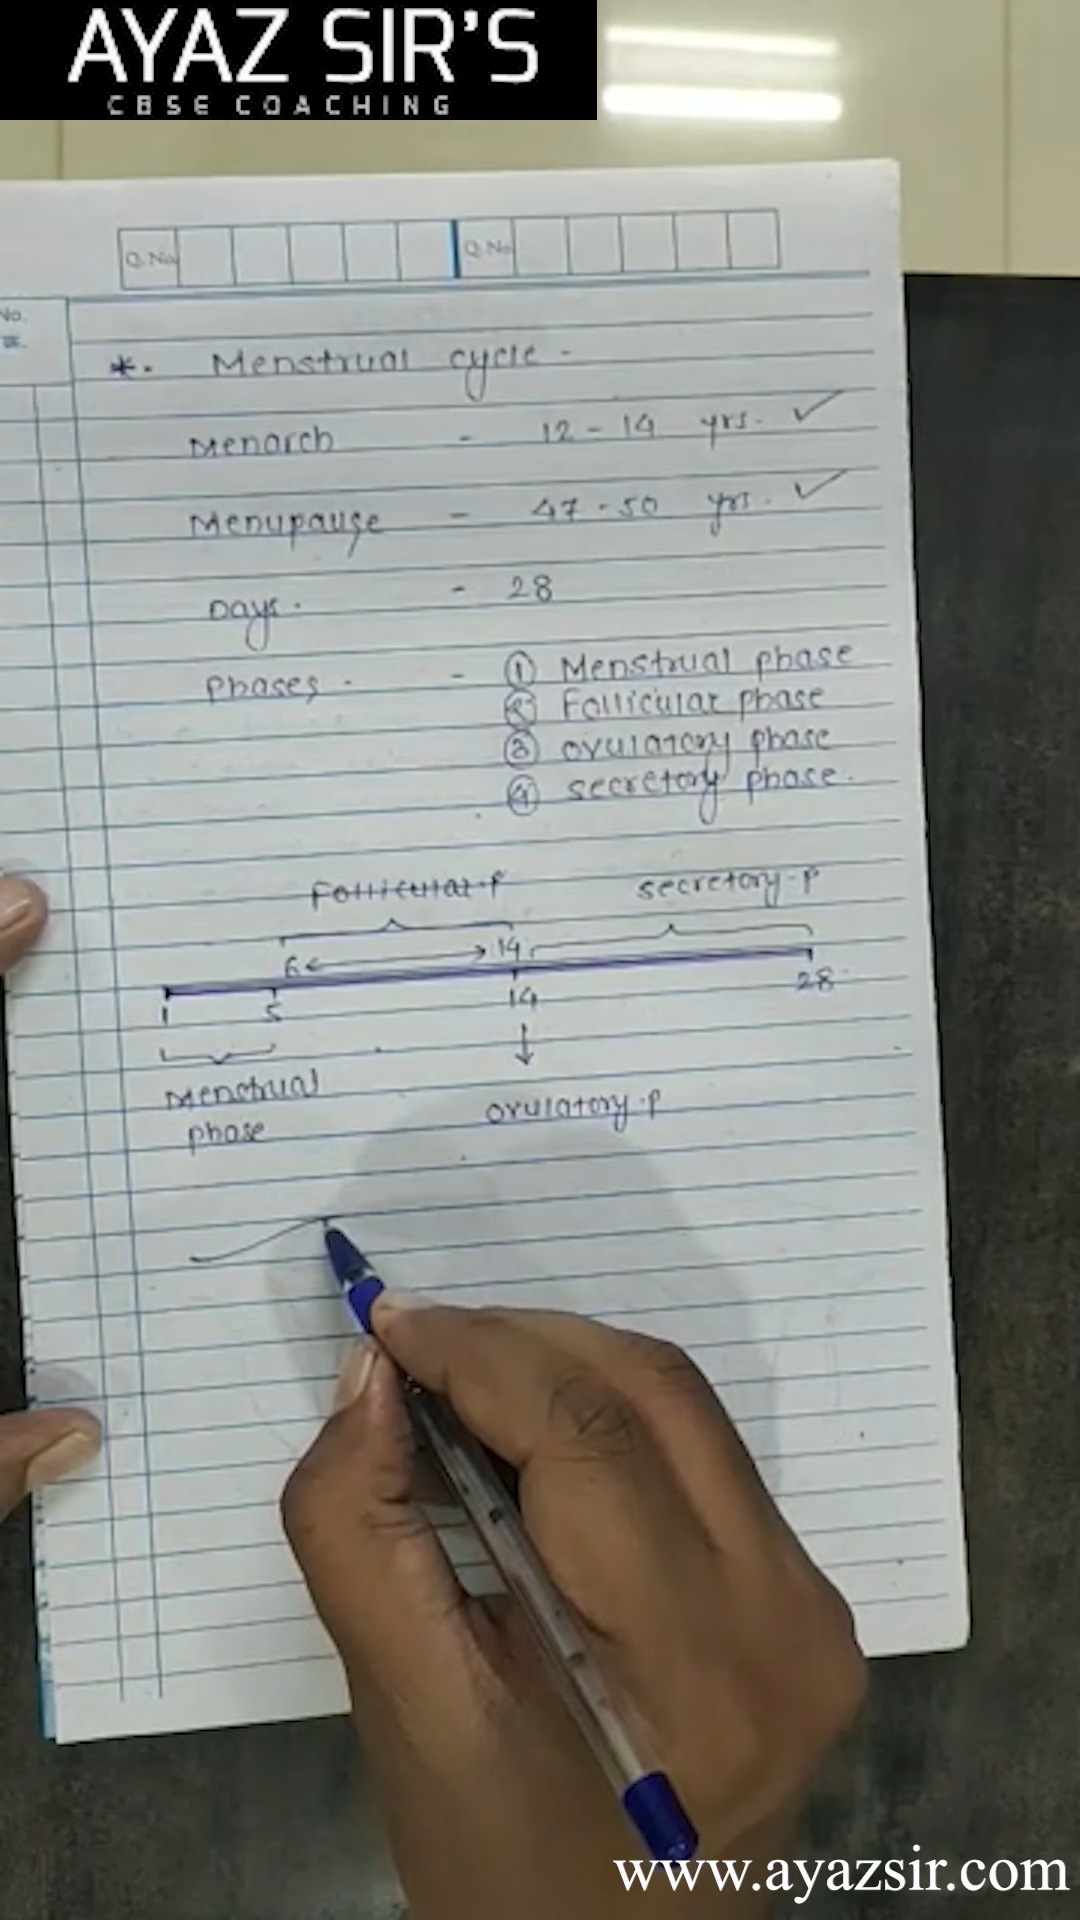 AYAZ SIR'S
CBSE COACHING
Q.No. Q.No.
No.
*. Menstrual cycle -
Menarch - 12 - 14 yrs. ✓
Menupause - 47 - 50 yrs. ✓
Days. - 28
Phases. - ① Menstrual phase
② Follicular phase
③ ovulatory phase
④ secretory phase.
Follicular.P secretory.P
6 ↔ 14
1 5 14 28
↓
Menstrual
phase
ovulatory.P
www.ayazsir.com